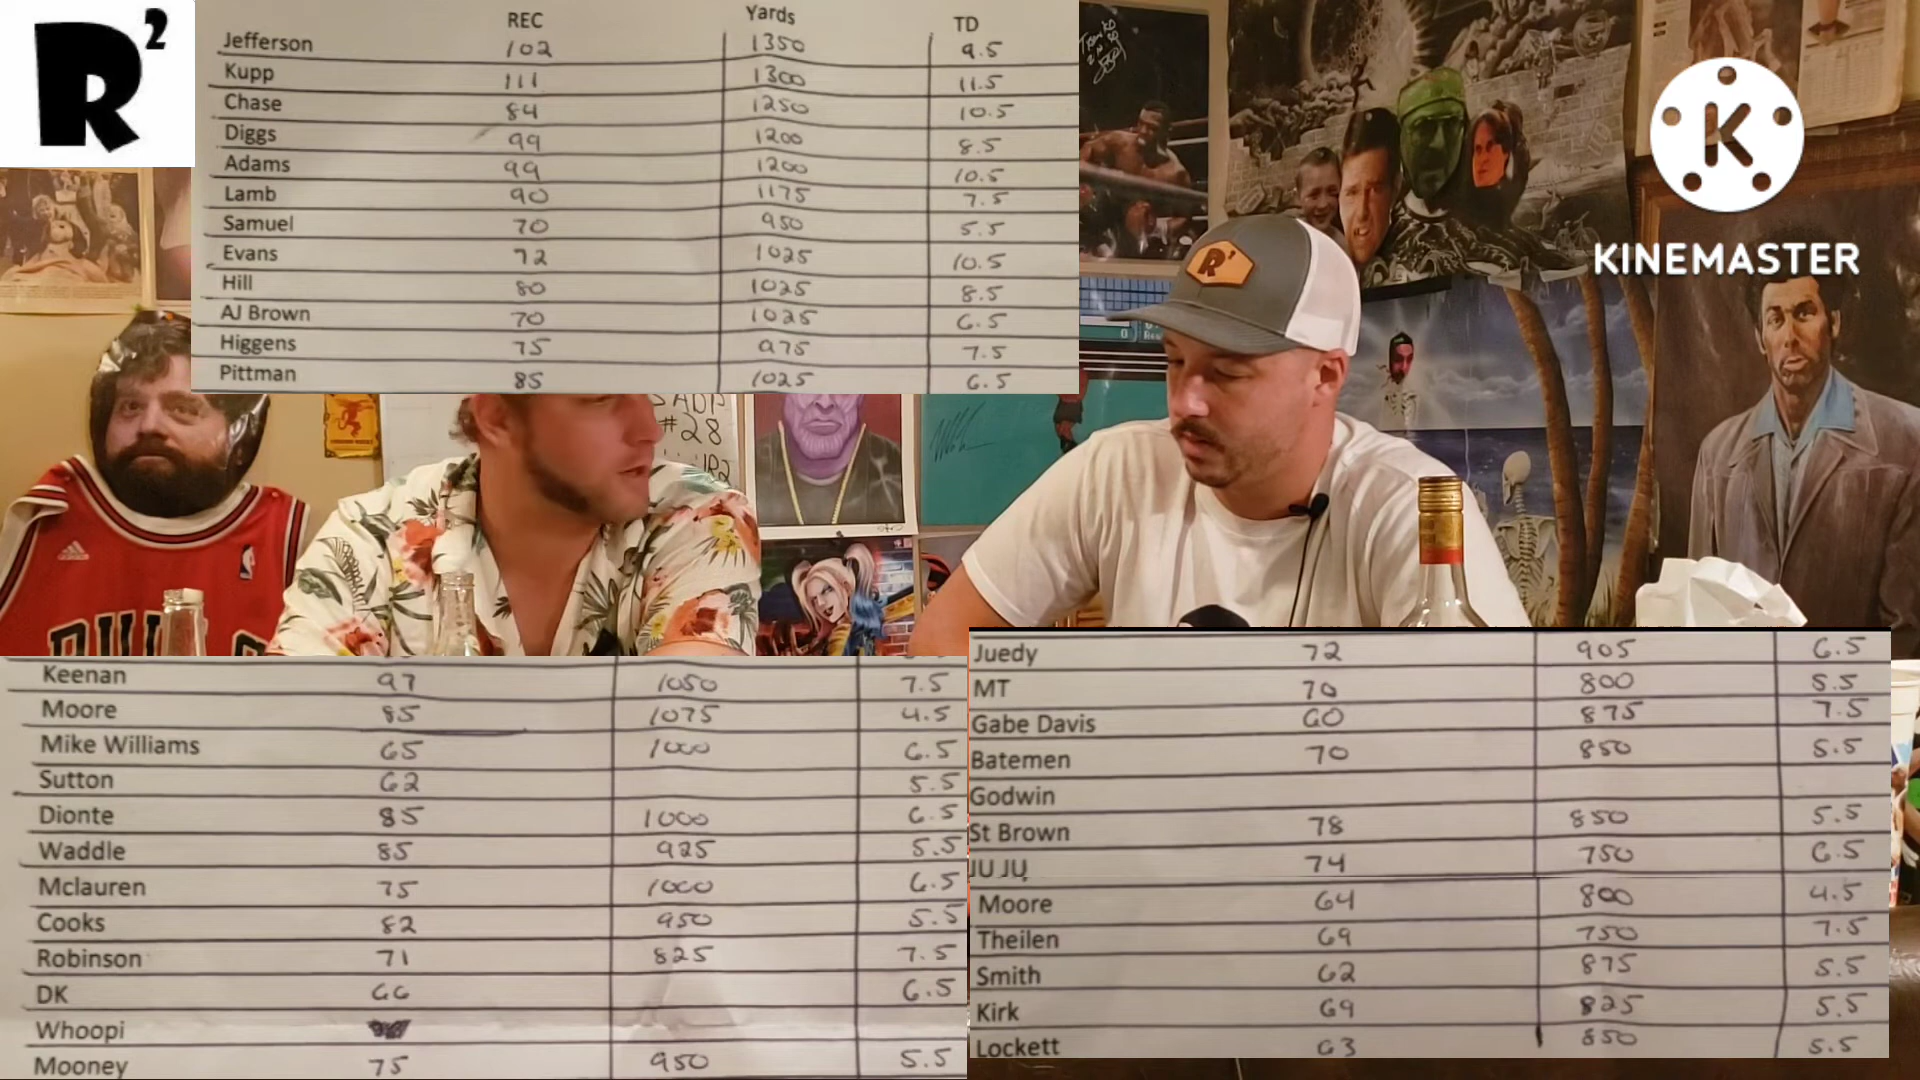 R²
REC Yards TD
Jefferson 102 1350 9.5
Kupp 111 1300 11.5
Chase 84 1250 10.5
Diggs 99 1200 8.5
Adams 99 1200 10.5
Lamb 90 1175 7.5
Samuel 70 950 5.5
Evans 72 1025 10.5
Hill 80 1025 8.5
AJ Brown 70 1025 6.5
Higgens 75 975 7.5
Pittman 85 1025 6.5
K
KINEMASTER
R²
#28
Keenan 97 1050 7.5
Moore 85 1075 4.5
Mike Williams 65 1000 6.5
Sutton 62 5.5
Dionte 85 1000 6.5
Waddle 85 925 5.5
Mclauren 75 1000 6.5
Cooks 82 950 5.5
Robinson 71 825 7.5
DK 66 6.5
Whoopi
Mooney 75 950 5.5
Juedy 72 905 6.5
MT 70 800 5.5
Gabe Davis 60 875 7.5
Batemen 70 850 5.5
Godwin
St Brown 78 850 5.5
JU JU 74 750 6.5
Moore 64 800 4.5
Theilen 69 750 7.5
Smith 62 875 5.5
Kirk 69 825 5.5
Lockett 63 850 5.5